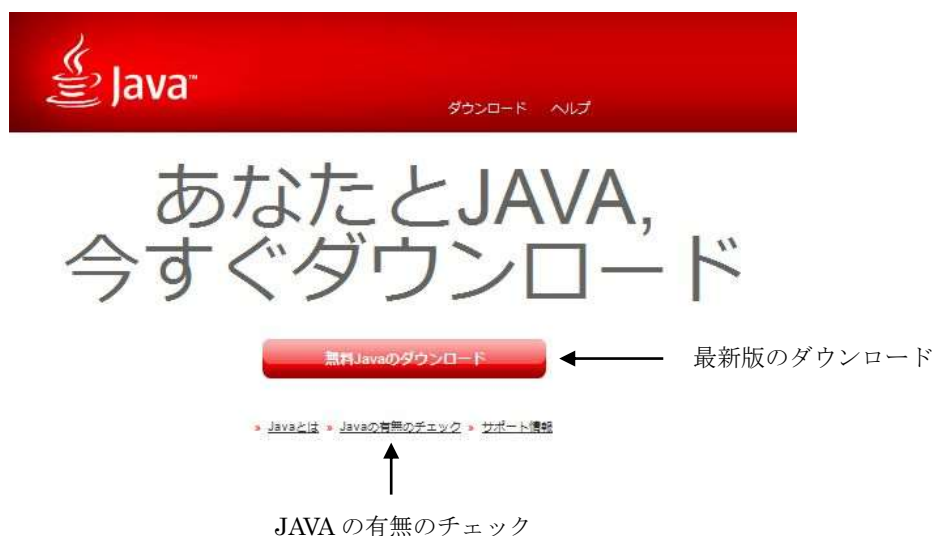 Java™
ダウンロード ヘルプ
あなたとJAVA,
今すぐダウンロード
無料Javaのダウンロード
最新版のダウンロード
» Javaとは » Javaの有無のチェック » サポート情報
JAVA の有無のチェック